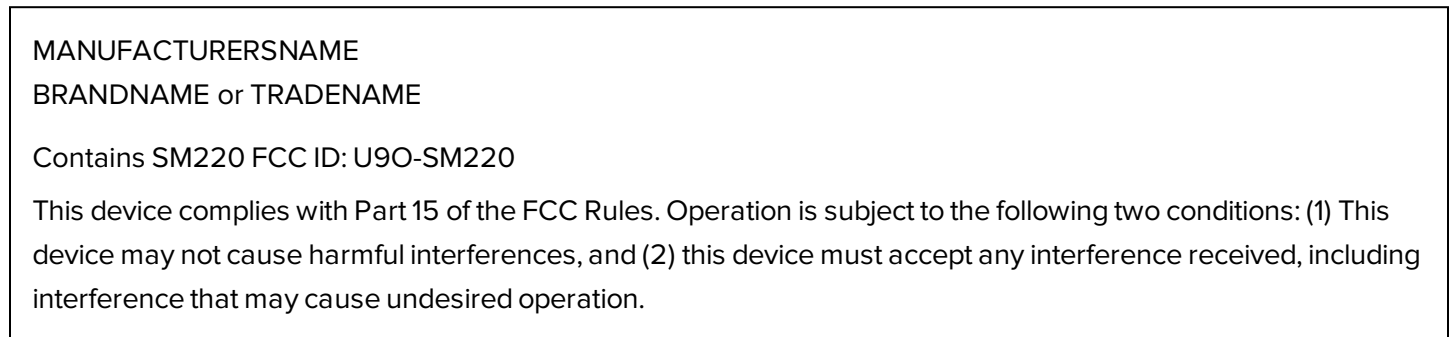 MANUFACTURERSNAME
BRANDNAME or TRADENAME
Contains SM220 FCC ID: U9O-SM220
This device complies with Part 15 of the FCC Rules. Operation is subject to the following two conditions: (1) This
device may not cause harmful interferences, and (2) this device must accept any interference received, including
interference that may cause undesired operation.